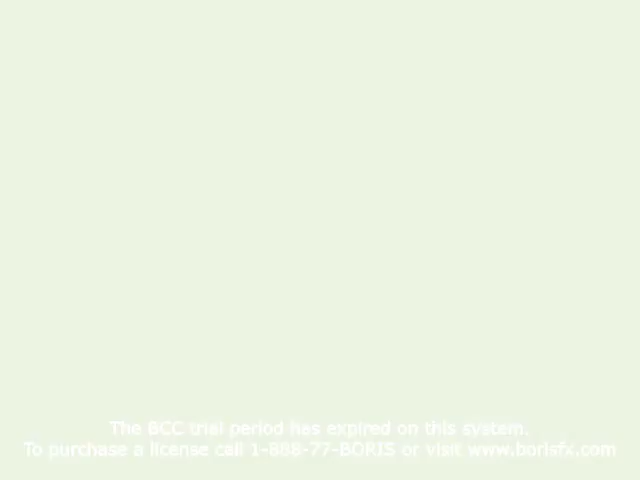 The BCC trial period has expired on this system.
To purchase a license call 1-888-77-BORIS or visit www.borisfx.com